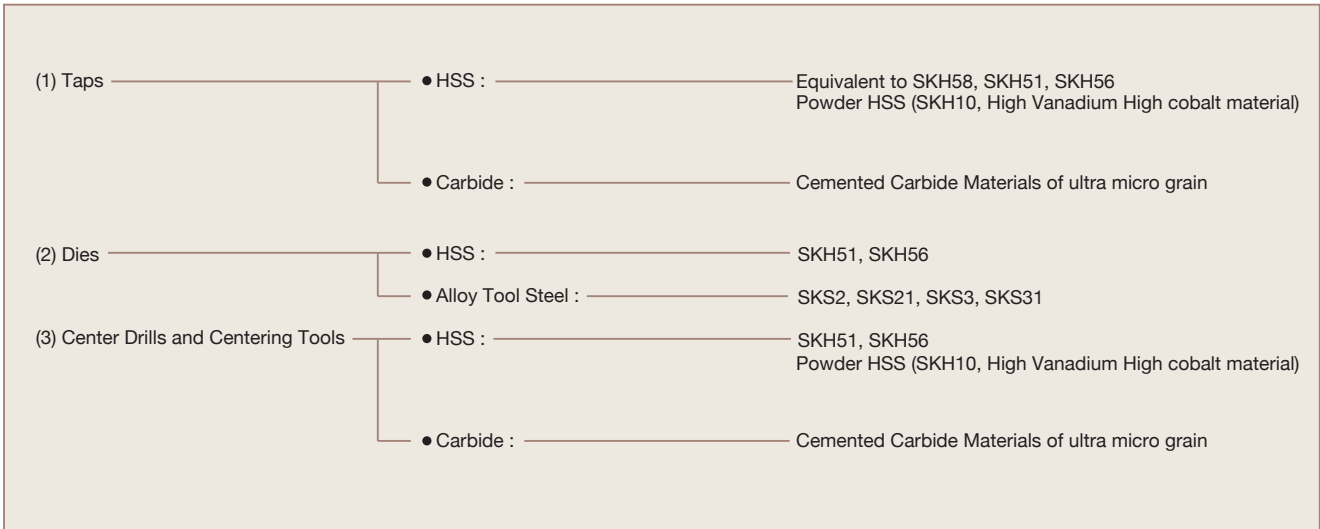 (1) Taps ● HSS : Equivalent to SKH58, SKH51, SKH56
Powder HSS (SKH10, High Vanadium High cobalt material)
● Carbide : Cemented Carbide Materials of ultra micro grain
(2) Dies ● HSS : SKH51, SKH56
● Alloy Tool Steel : SKS2, SKS21, SKS3, SKS31
(3) Center Drills and Centering Tools ● HSS : SKH51, SKH56
Powder HSS (SKH10, High Vanadium High cobalt material)
● Carbide : Cemented Carbide Materials of ultra micro grain